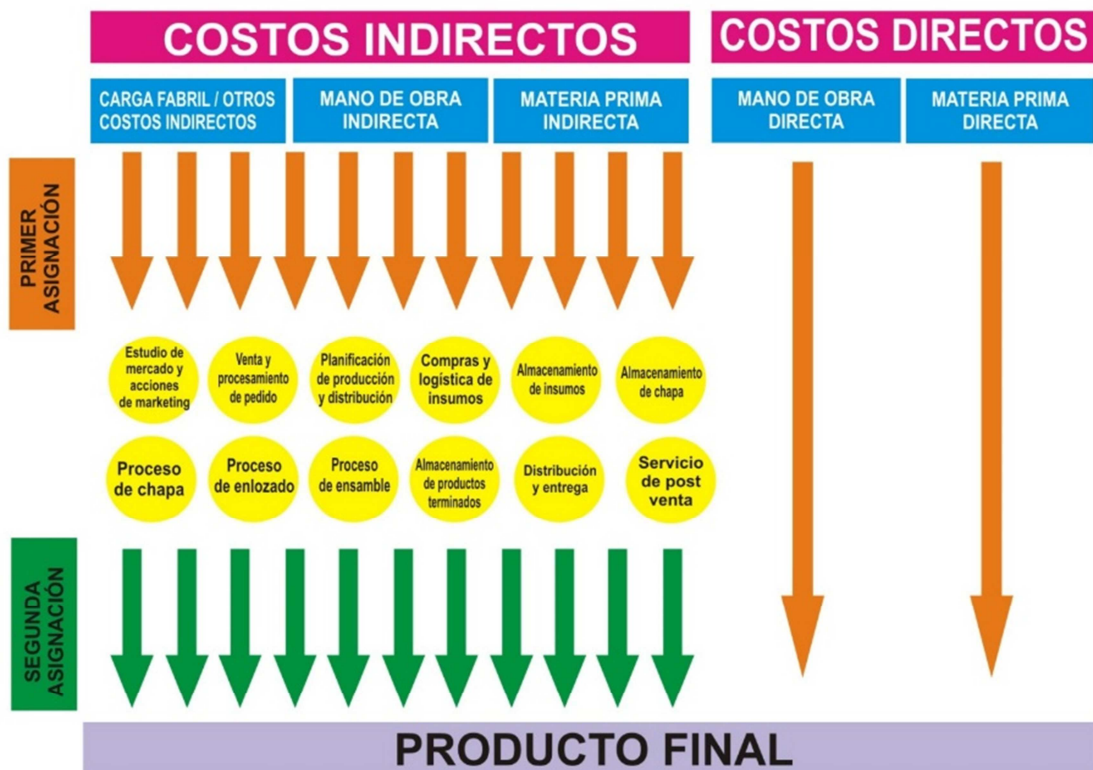 COSTOS INDIRECTOS
COSTOS DIRECTOS
CARGA FABRIL / OTROS
COSTOS INDIRECTOS
MANO DE OBRA
INDIRECTA
MATERIA PRIMA
INDIRECTA
MANO DE OBRA
DIRECTA
MATERIA PRIMA
DIRECTA
PRIMER
ASIGNACIÓN
Estudio de
mercado y
acciones
de marketing
Venta y
procesamiento
de pedido
Planificación
de producción
y distribución
Compras y
logística de
insumos
Almacenamiento
de insumos
Almacenamiento
de chapa
Proceso
de chapa
Proceso
de enlozado
Proceso
de ensamble
Almacenamiento
de productos
terminados
Distribución
y entrega
Servicio
de post
venta
SEGUNDA
ASIGNACIÓN
PRODUCTO FINAL